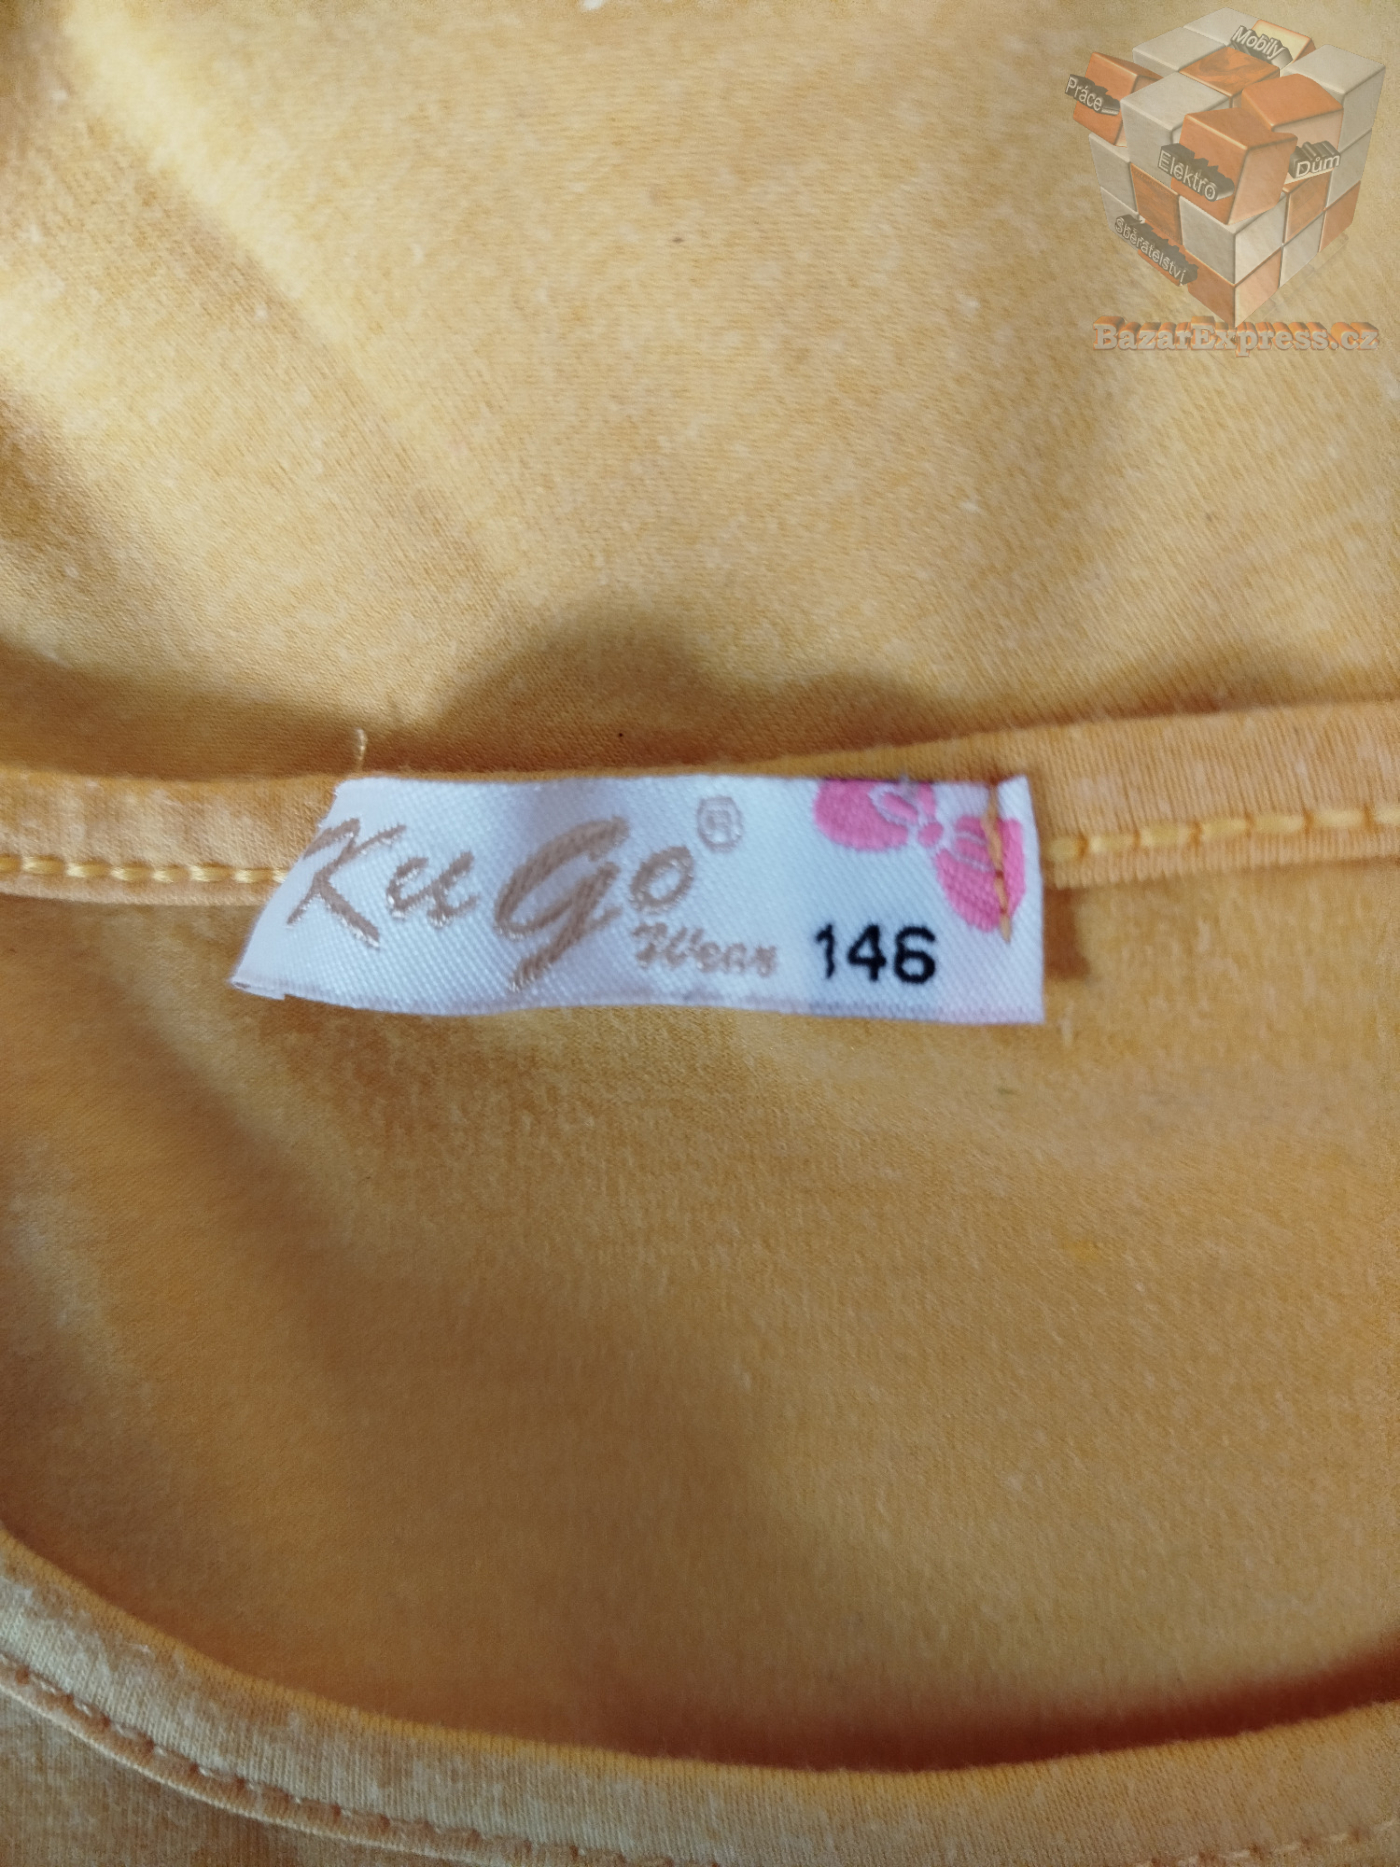 Mobily
Práce
Elektro
Dům
Sběratelství
BazarExpress.cz
KuGo®
Wear
146